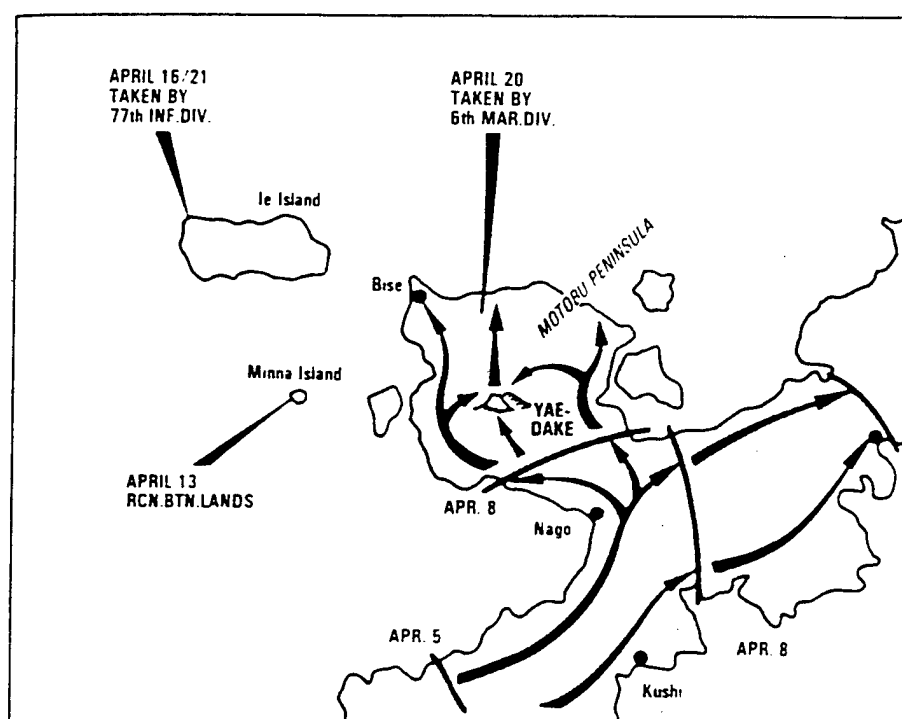 APRIL 16/21
TAKEN BY
77th INF.DIV.
APRIL 20
TAKEN BY
6th MAR.DIV.
Ie Island
Bise
MOTOBU PENINSULA
Minna Island
YAE-
DAKE
APRIL 13
RCN.BTN.LANDS
APR. 8
Nago
APR. 5
APR. 8
Kushi